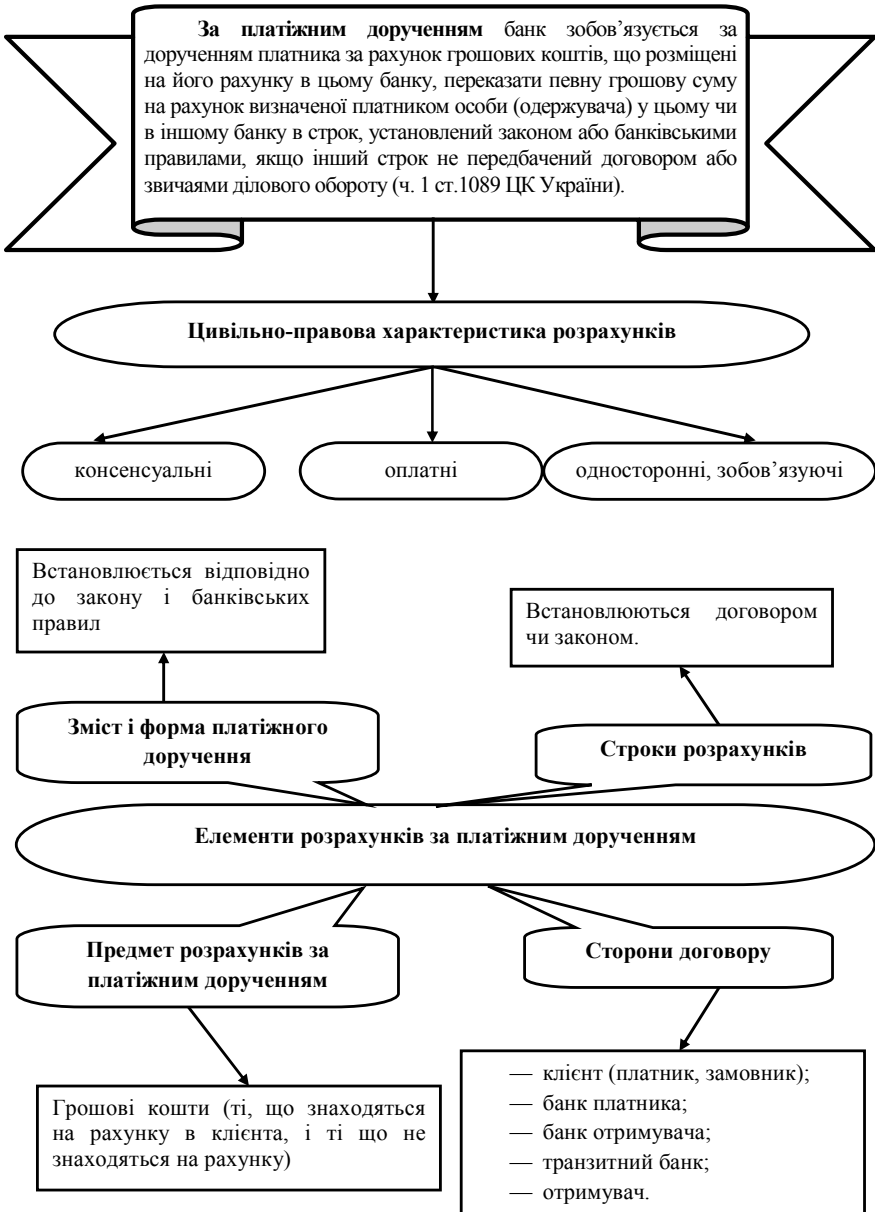 За платіжним дорученням банк зобов’язується за
дорученням платника за рахунок грошових коштів, що розміщені
на його рахунку в цьому банку, переказати певну грошову суму
на рахунок визначеної платником особи (одержувача) у цьому чи
в іншому банку в строк, установлений законом або банківськими
правилами, якщо інший строк не передбачений договором або
звичаями ділового обороту (ч. 1 ст.1089 ЦК України).
Цивільно-правова характеристика розрахунків
консенсуальні
оплатні
односторонні, зобов’язуючі
Встановлюється відповідно
до закону і банківських
правил
Встановлюються договором
чи законом.
Зміст і форма платіжного
доручення
Строки розрахунків
Елементи розрахунків за платіжним дорученням
Предмет розрахунків за
платіжним дорученням
Сторони договору
Грошові кошти (ті, що знаходяться
на рахунку в клієнта, і ті що не
знаходяться на рахунку)
— клієнт (платник, замовник);
— банк платника;
— банк отримувача;
— транзитний банк;
— отримувач.